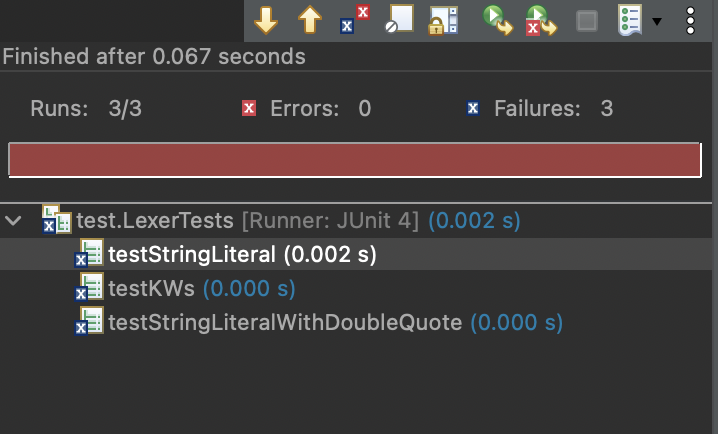 Finished after 0.067 seconds
Runs: 3/3 Errors: 0 Failures: 3
test.LexerTests [Runner: JUnit 4] (0.002 s)
testStringLiteral (0.002 s)
testKWs (0.000 s)
testStringLiteralWithDoubleQuote (0.000 s)